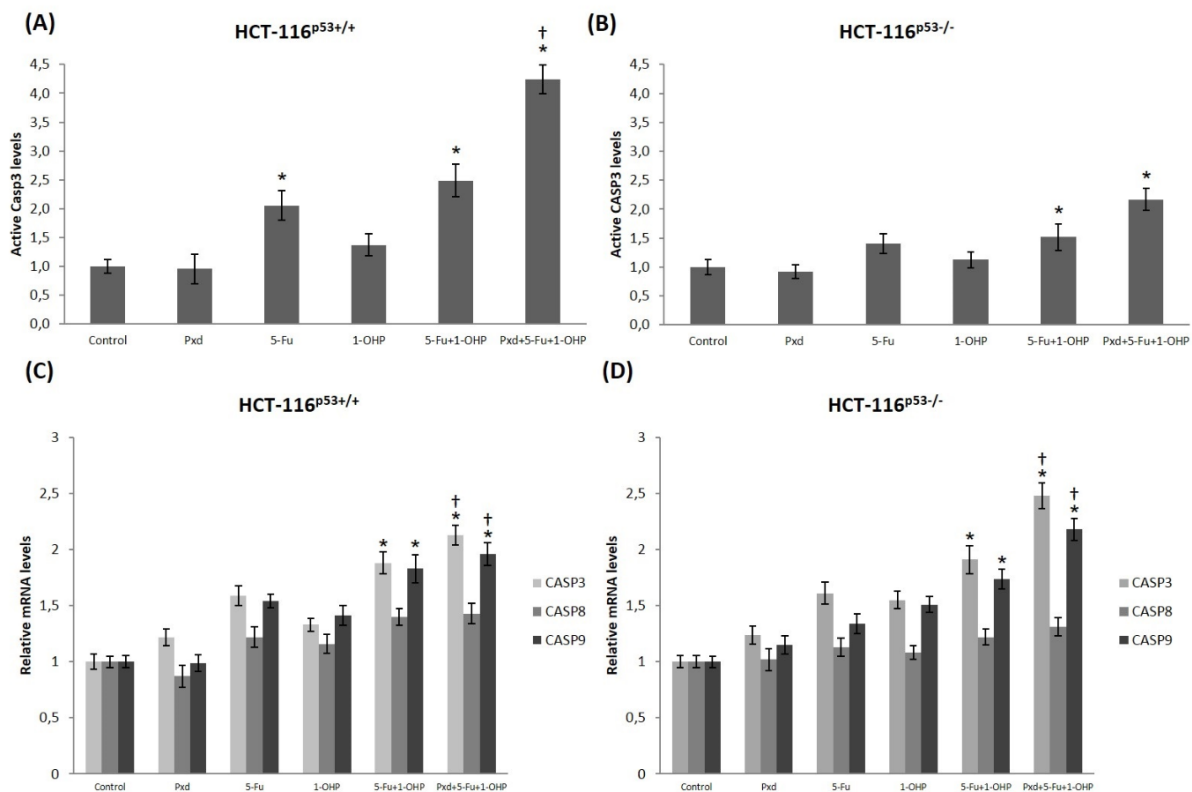 (A)
HCT-116p53+/+
Active Casp3 levels
4,5
4,0
3,5
3,0
2,5
2,0
1,5
1,0
0,5
0,0
*
*
†
*
Control Pxd 5-Fu 1-OHP 5-Fu+1-OHP Pxd+5-Fu+1-OHP
(B)
HCT-116p53-/-
Active CASP3 levels
4,5
4,0
3,5
3,0
2,5
2,0
1,5
1,0
0,5
0,0
*
*
Control Pxd 5-Fu 1-OHP 5-Fu+1-OHP Pxd+5-Fu+1-OHP
(C)
HCT-116p53+/+
Relative mRNA levels
3
2,5
2
1,5
1
0,5
0
* *
† †
* *
CASP3
CASP8
CASP9
Control Pxd 5-Fu 1-OHP 5-Fu+1-OHP Pxd+5-Fu+1-OHP
(D)
HCT-116p53-/-
Relative mRNA levels
3
2,5
2
1,5
1
0,5
0
* *
† †
* *
CASP3
CASP8
CASP9
Control Pxd 5-Fu 1-OHP 5-Fu+1-OHP Pxd+5-Fu+1-OHP